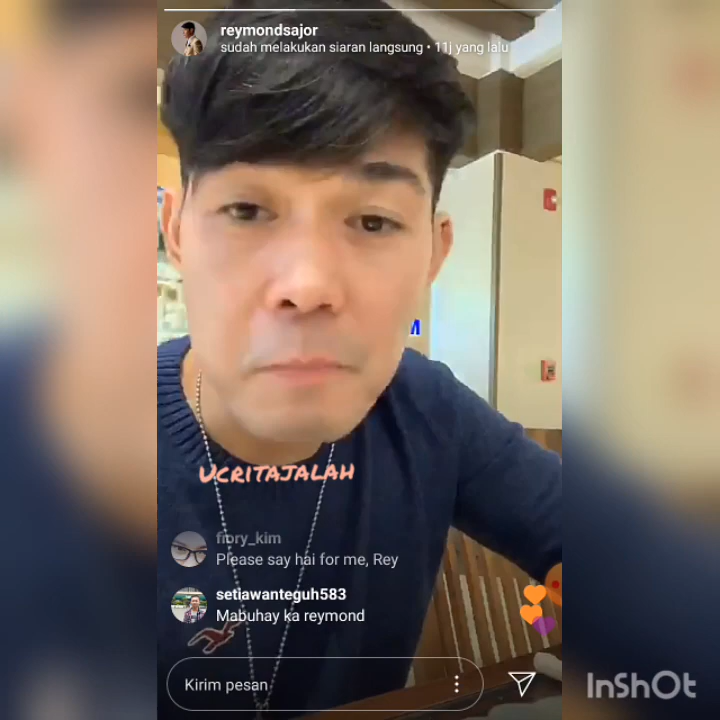 reymondsajor
sudah melakukan siaran langsung • 11j yang lalu
M
UCRITAJALAH
fiory_kim
Please say hai for me, Rey
setiawanteguh583
Mabuhay ka reymond
Kirim pesan
InShOt